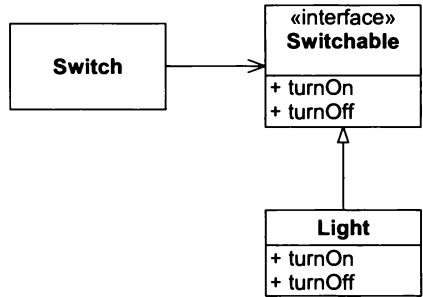 «interface»
Switchable
Switch
+ turnOn
+ turnOff
Light
+ turnOn
+ turnOff